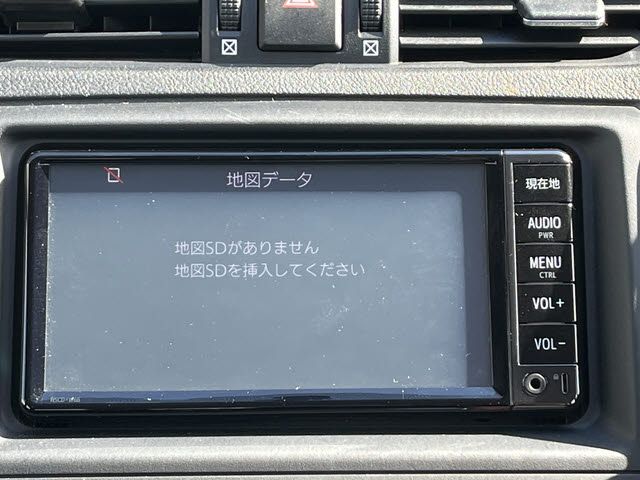 地図データ
地図SDがありません
地図SDを挿入してください
現在地
AUDIO
PWR
MENU
CTRL
VOL+
VOL-